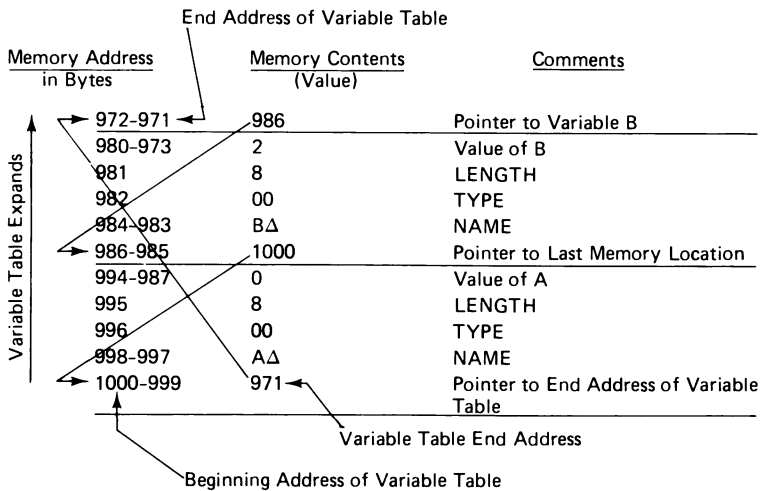 End Address of Variable Table
Memory Address Memory Contents Comments
in Bytes (Value)
972-971 986 Pointer to Variable B
980-973 2 Value of B
981 8 LENGTH
982 00 TYPE
984-983 BΔ NAME
986-985 1000 Pointer to Last Memory Location
994-987 0 Value of A
995 8 LENGTH
996 00 TYPE
998-997 AΔ NAME
1000-999 971 Pointer to End Address of Variable
Table
Variable Table Expands
Variable Table End Address
Beginning Address of Variable Table